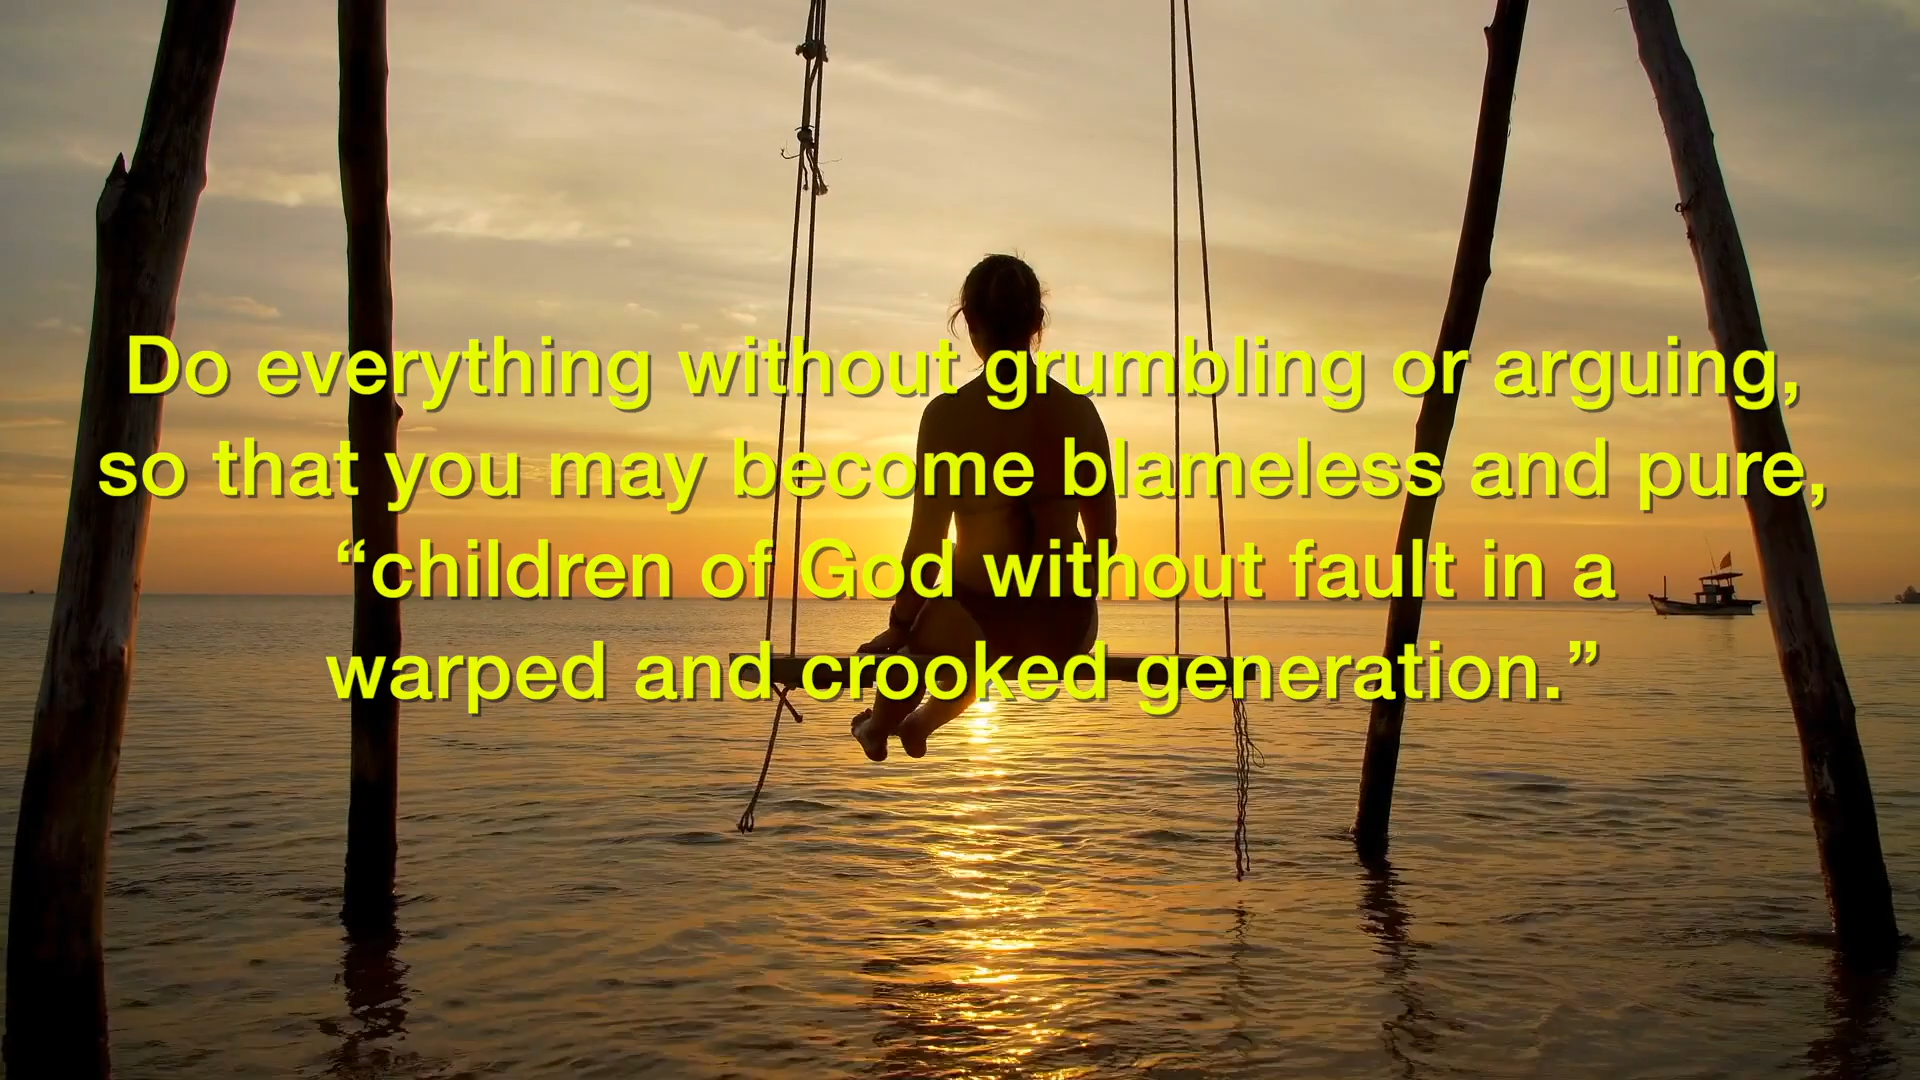 Do everything without grumbling or arguing,
so that you may become blameless and pure,
“children of God without fault in a
warped and crooked generation.”